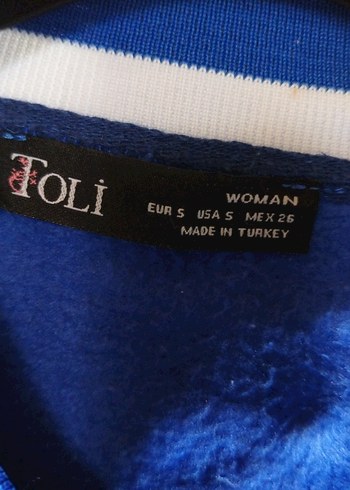 TOLİ
WOMAN
EUR S USA S MEX 26
MADE IN TURKEY